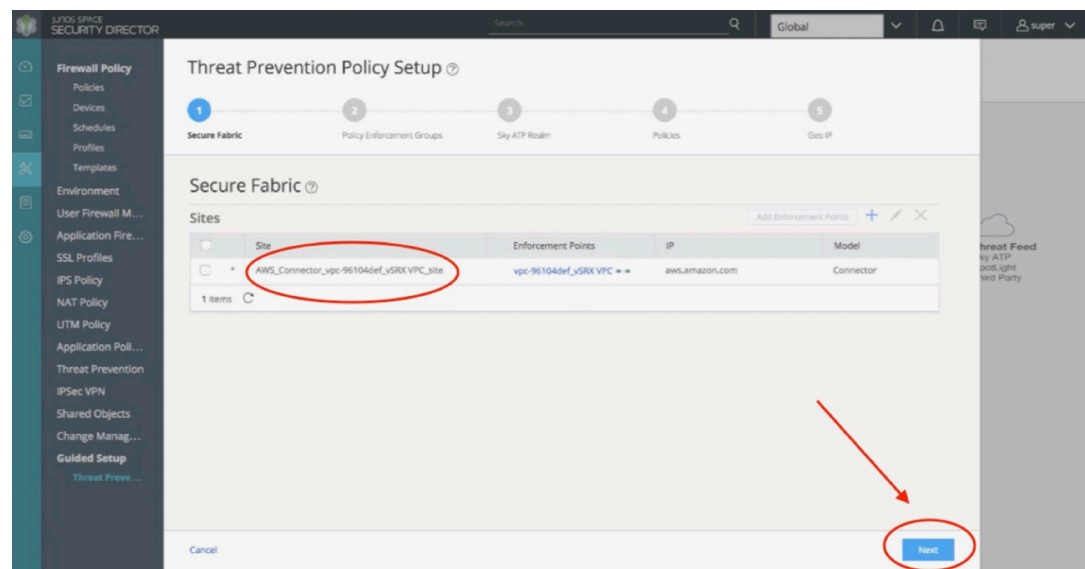 JUNOS SPACE
SECURITY DIRECTOR
Search
Global
super
Firewall Policy
Policies
Devices
Schedules
Profiles
Templates
Environment
User Firewall M...
Application Fire...
SSL Profiles
IPS Policy
NAT Policy
UTM Policy
Application Poli...
Threat Prevention
IPSec VPN
Shared Objects
Change Manag...
Guided Setup
Threat Preve...
Threat Prevention Policy Setup ?
1 2 3 4 5
Secure Fabric Policy Enforcement Groups Sky ATP Realm Policies Geo IP
Secure Fabric ?
Sites
Add Enforcement Points
Site Enforcement Points IP Model
AWS_Connector_vpc-96104def_vSRX VPC_site vpc-96104def_vSRX VPC aws.amazon.com Connector
1 items
Cancel
Next
hreat Feed
ky ATP
potLight
hird Party